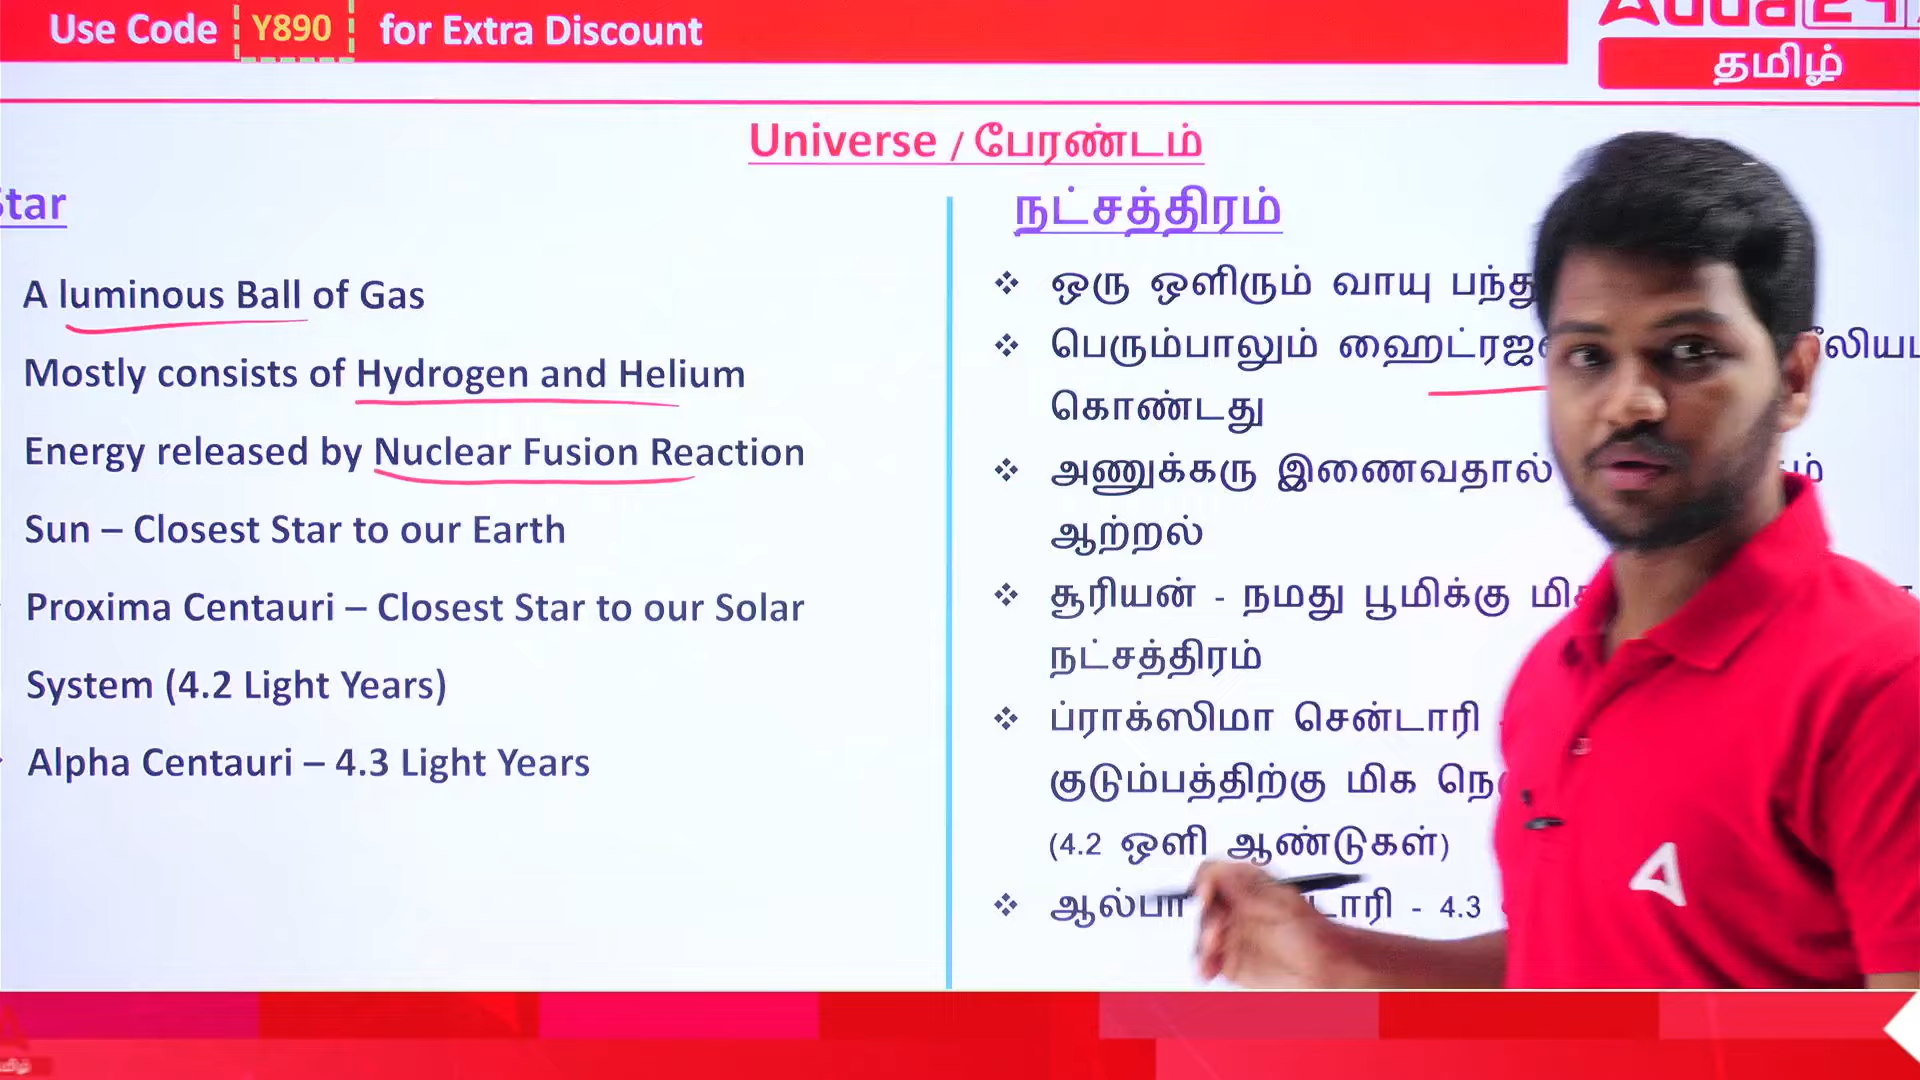 Use Code Y890 for Extra Discount
தமிழ்
Universe / பேரண்டம்
Star
A luminous Ball of Gas
Mostly consists of Hydrogen and Helium
Energy released by Nuclear Fusion Reaction
Sun – Closest Star to our Earth
Proxima Centauri – Closest Star to our Solar
System (4.2 Light Years)
Alpha Centauri – 4.3 Light Years
நட்சத்திரம்
❖ ஒரு ஒளிரும் வாயு பந்து
❖ பெரும்பாலும்
கொண்டது
❖ அணுக்கரு இணைவதால்
ஆற்றல்
❖ சூரியன் - நமது பூமிக்கு
நட்சத்திரம்
❖ ப்ராக்ஸிமா சென்டாரி -
குடும்பத்திற்கு மிக
(4.2 ஒளி ஆண்டுகள்)
❖ - 4.3